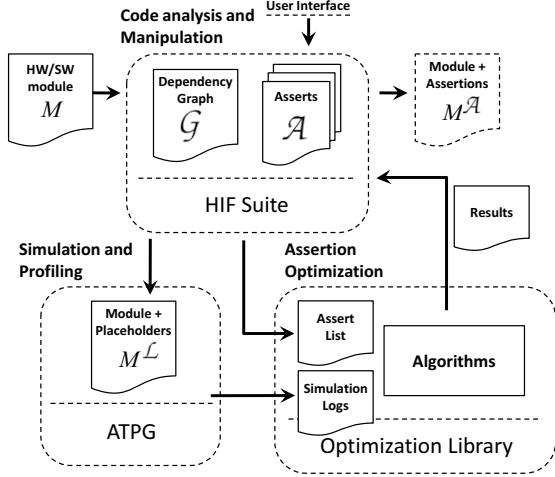 Code analysis and
Manipulation
User Interface
HW/SW
module
M
Dependency
Graph
G
Asserts
A
Module +
Assertions
M^A
HIF Suite
Results
Simulation and
Profiling
Assertion
Optimization
Module +
Placeholders
M^L
Assert
List
Algorithms
Simulation
Logs
ATPG
Optimization Library